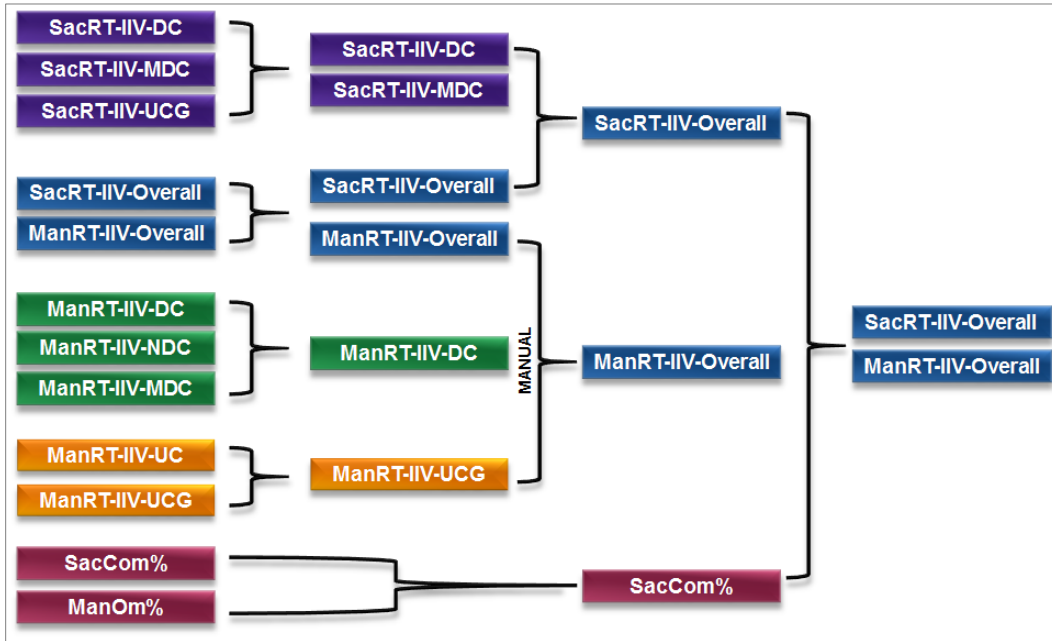 SacRT-IIV-DC
SacRT-IIV-MDC
SacRT-IIV-UCG
SacRT-IIV-Overall
ManRT-IIV-Overall
ManRT-IIV-DC
ManRT-IIV-NDC
ManRT-IIV-MDC
ManRT-IIV-UC
ManRT-IIV-UCG
SacCom%
ManOm%
SacRT-IIV-DC
SacRT-IIV-MDC
SacRT-IIV-Overall
ManRT-IIV-Overall
ManRT-IIV-DC
ManRT-IIV-UCG
MANUAL
SacRT-IIV-Overall
ManRT-IIV-Overall
SacCom%
SacRT-IIV-Overall
ManRT-IIV-Overall